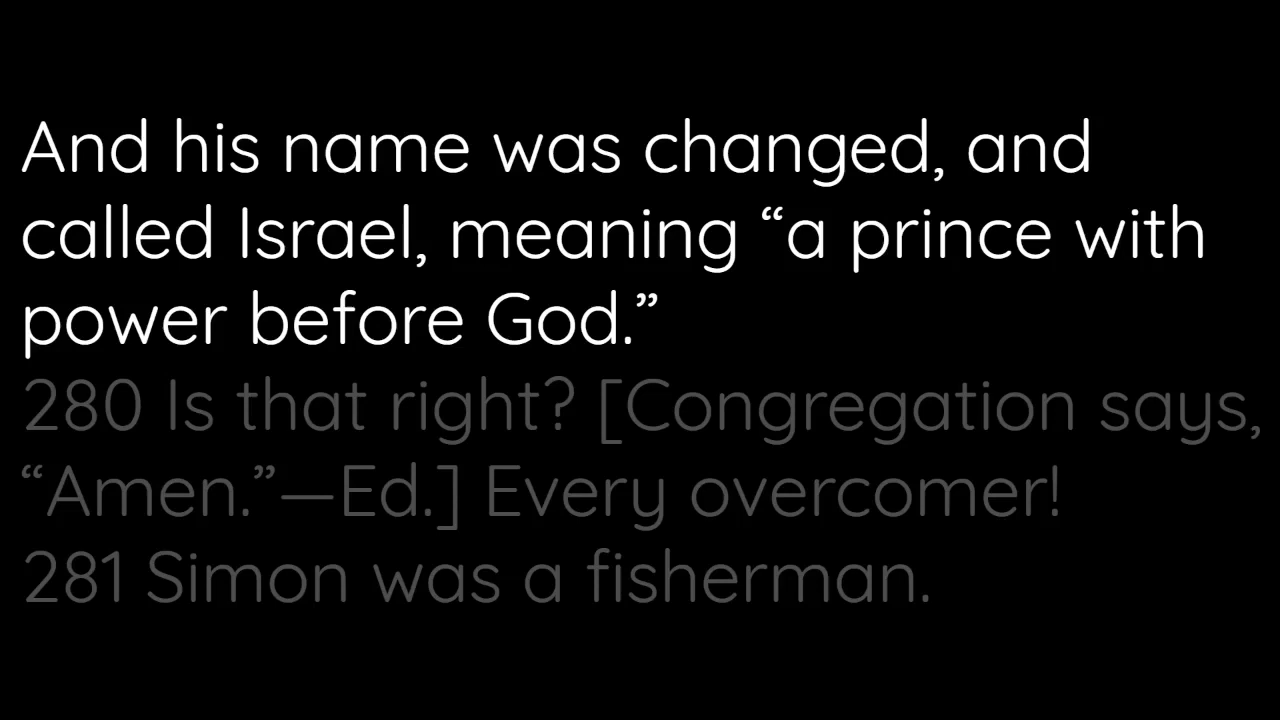 And his name was changed, and
called Israel, meaning “a prince with
power before God.”
280 Is that right? [Congregation says,
“Amen.”—Ed.] Every overcomer!
281 Simon was a fisherman.